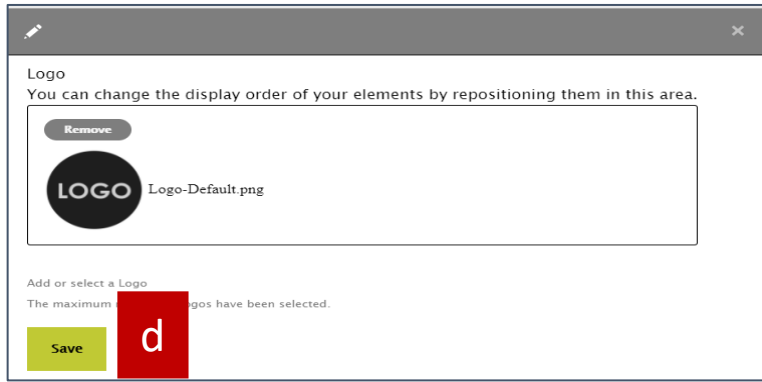 Logo
You can change the display order of your elements by repositioning them in this area.
Remove
LOGO Logo-Default.png
Add or select a Logo
The maximum ogos have been selected.
Save d